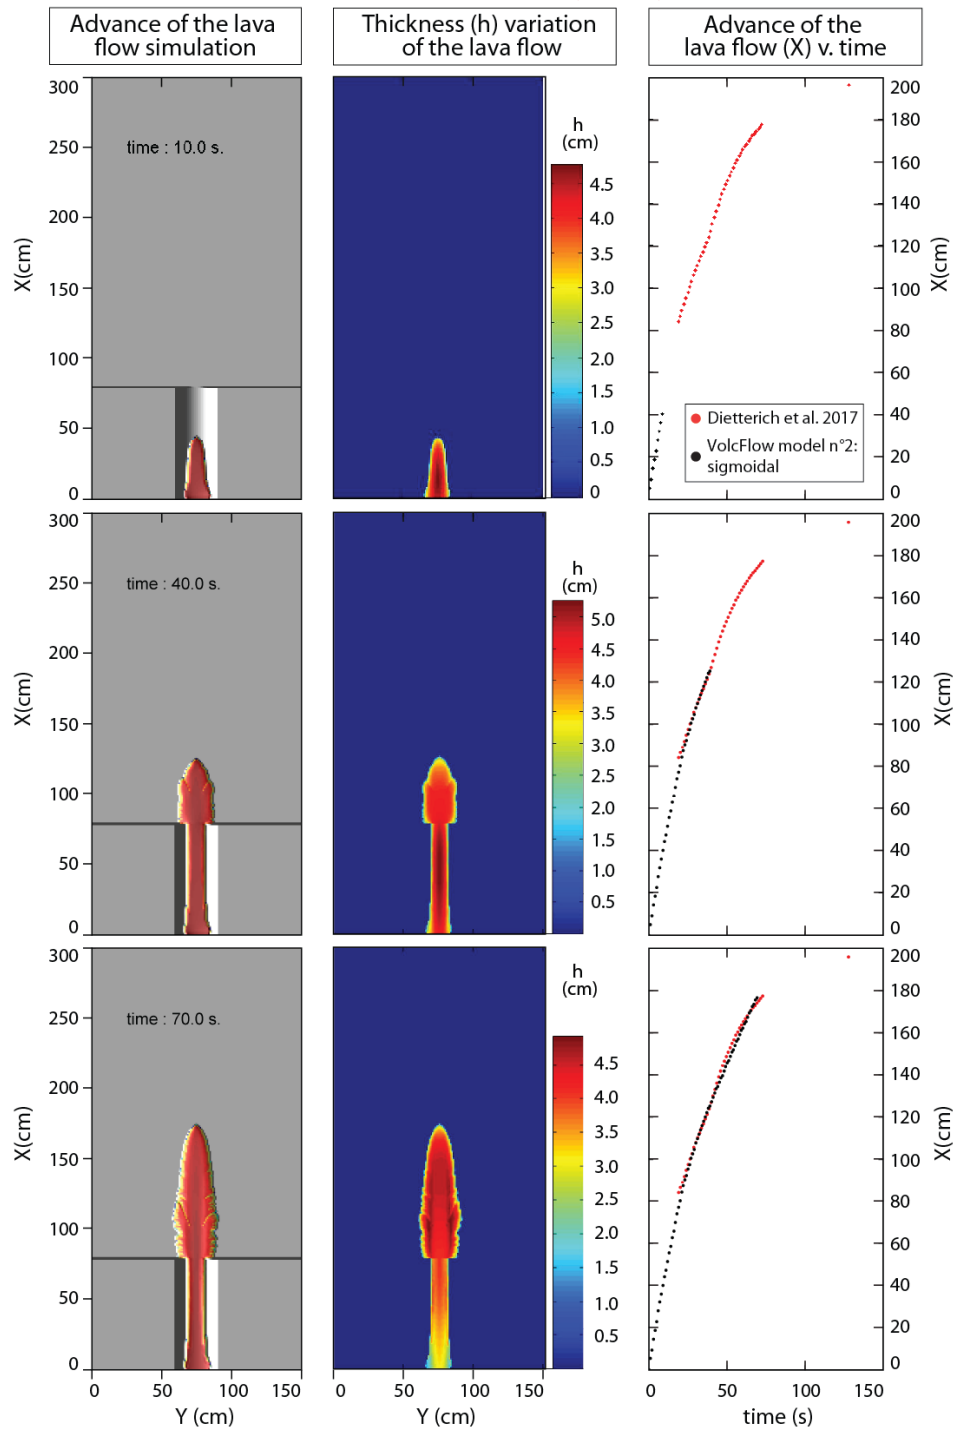 Advance of the lava
flow simulation
Thickness (h) variation
of the lava flow
Advance of the
lava flow (X) v. time
300
250
200
150
100
50
0
X(cm)
time : 10.0 s.
h
(cm)
4.5
4.0
3.5
3.0
2.5
2.0
1.5
1.0
0.5
0
200
180
160
140
120
100
80
60
40
20
0
X(cm)
Dietterich et al. 2017
VolcFlow model n°2:
sigmoidal
300
250
200
150
100
50
0
X(cm)
time : 40.0 s.
h
(cm)
5.0
4.5
4.0
3.5
3.0
2.5
2.0
1.5
1.0
0.5
200
180
160
140
120
100
80
60
40
20
0
X(cm)
300
250
200
150
100
50
0
X(cm)
time : 70.0 s.
h
(cm)
4.5
4.0
3.5
3.0
2.5
2.0
1.5
1.0
0.5
200
180
160
140
120
100
80
60
40
20
0
X(cm)
0 50 100 150
Y (cm)
0 50 100 150
Y (cm)
0 50 100
time (s)